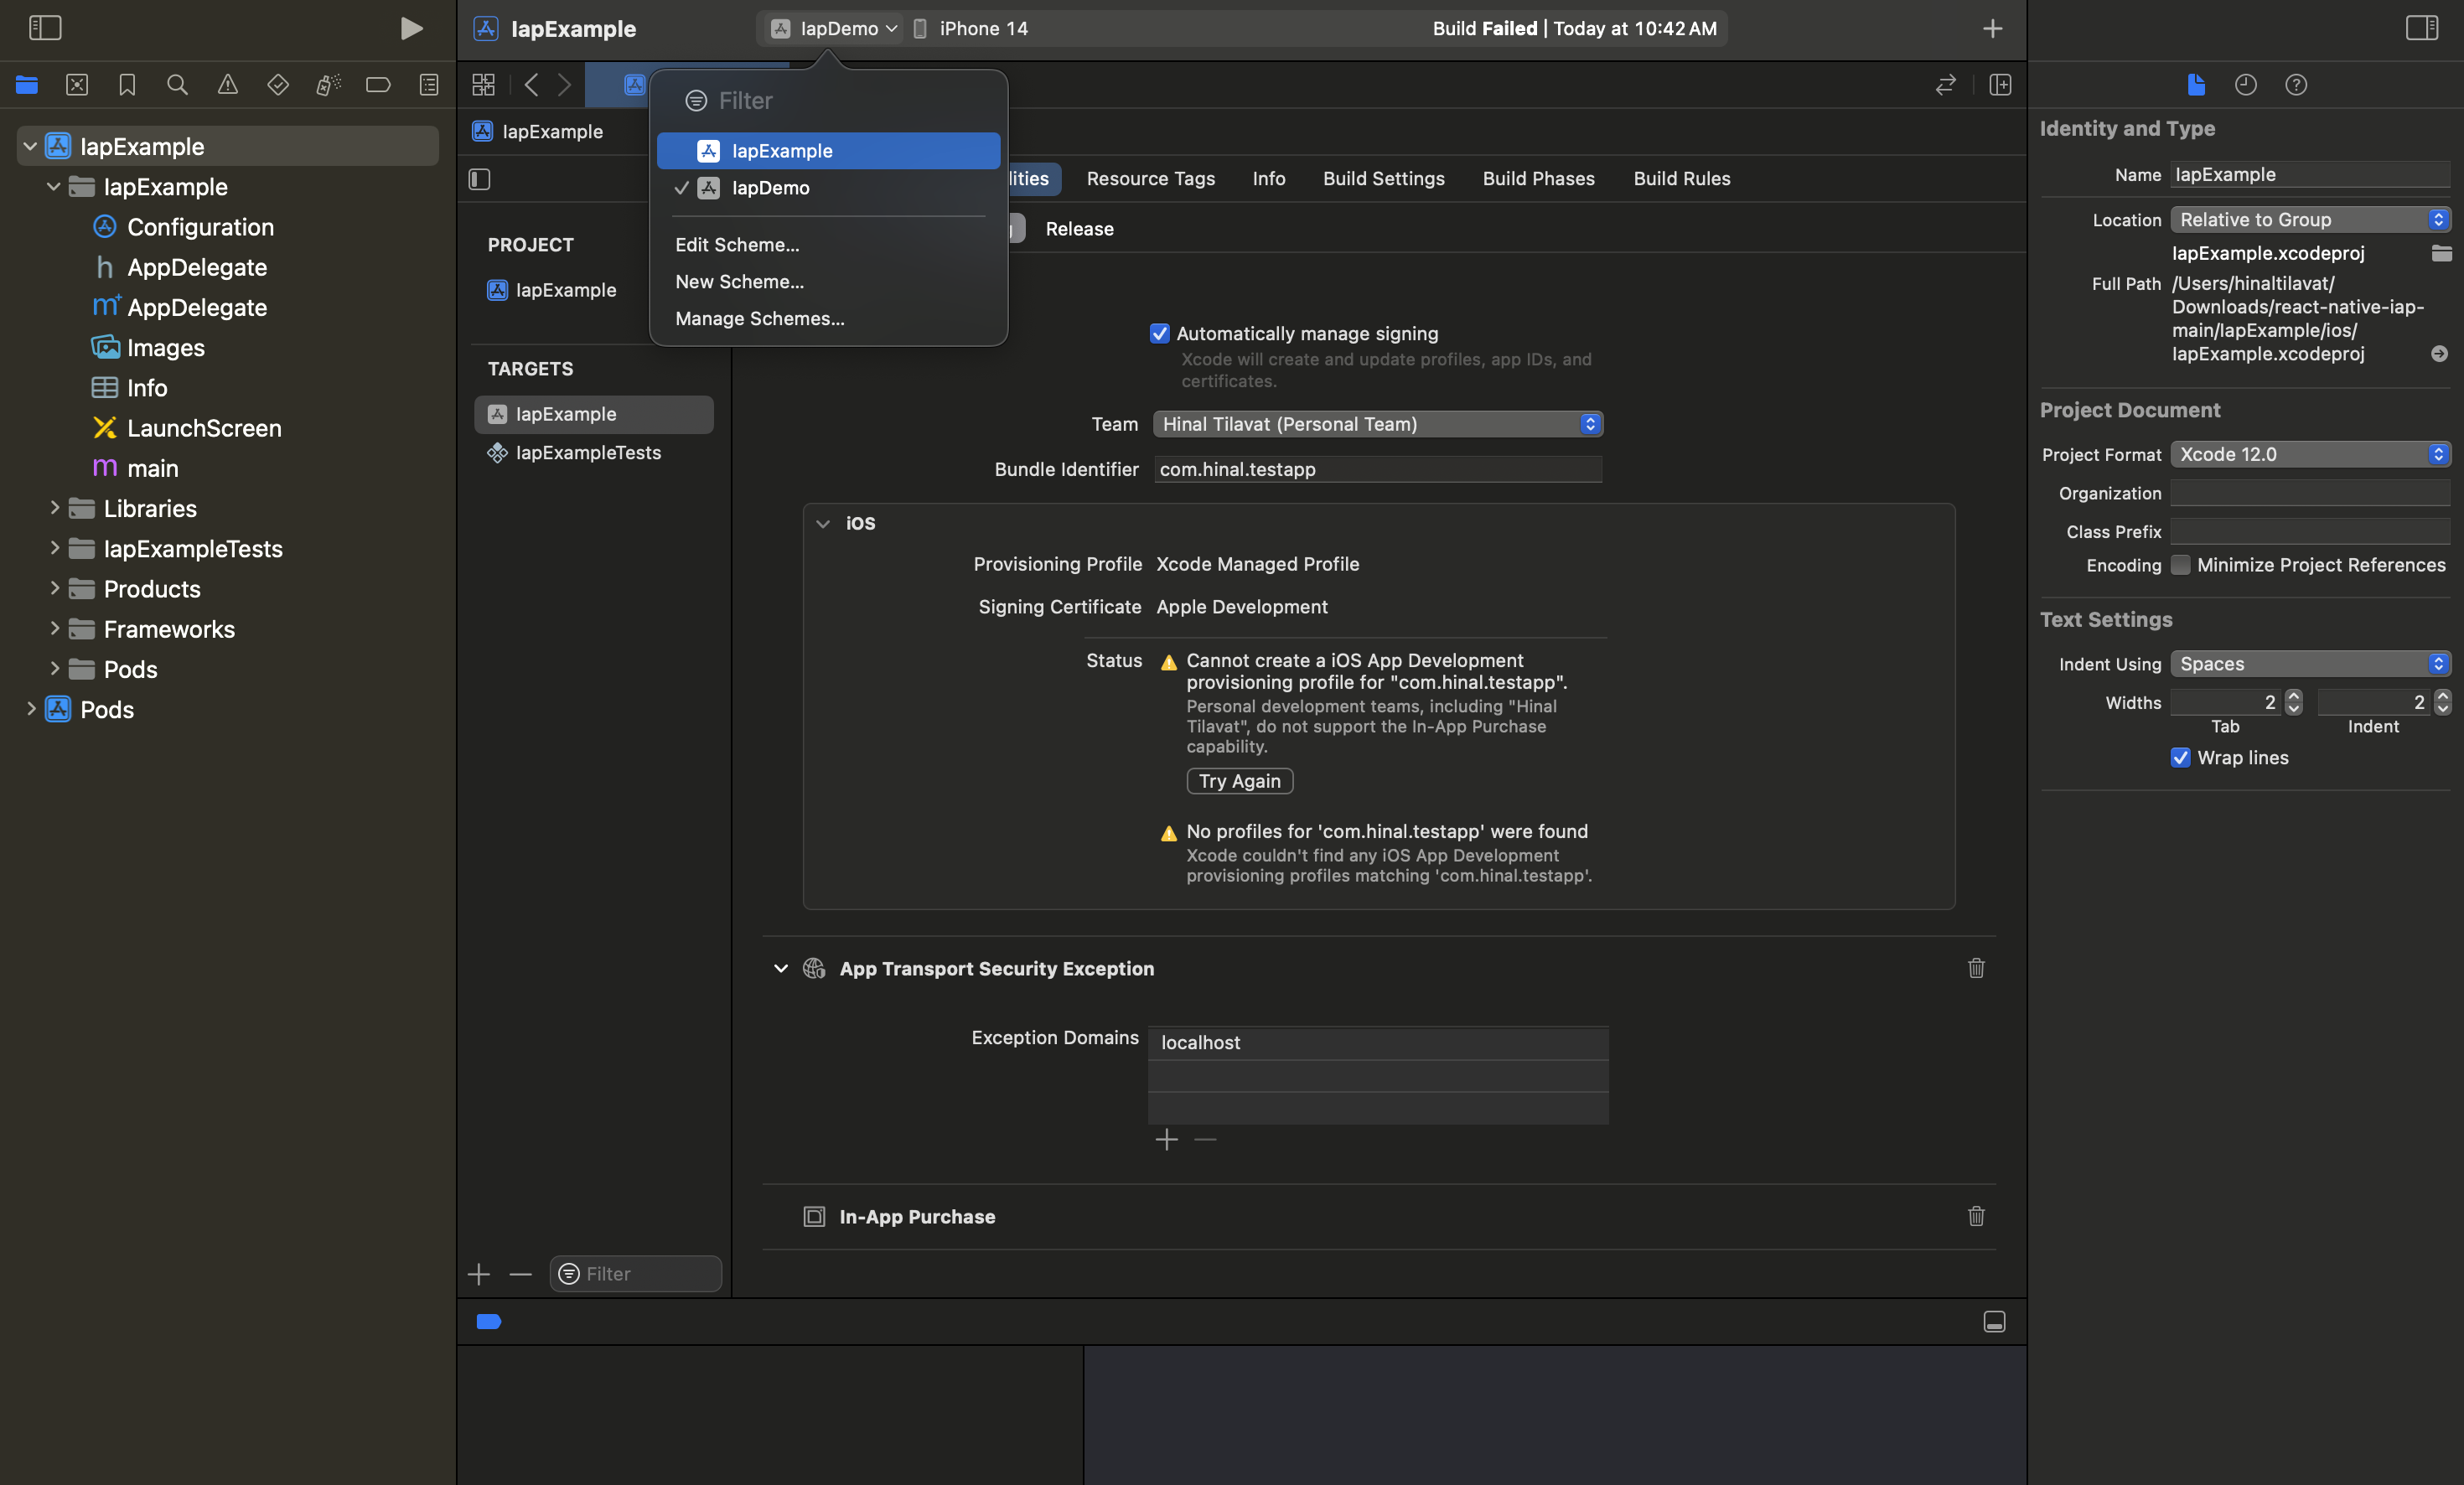 IapExample
IapDemo
iPhone 14
Build Failed | Today at 10:42 AM
IapExample
IapExample
Configuration
AppDelegate
AppDelegate
Images
Info
LaunchScreen
main
Libraries
IapExampleTests
Products
Frameworks
Pods
Pods
Filter
IapExample
IapDemo
Edit Scheme...
New Scheme...
Manage Schemes...
IapExample
lities
Resource Tags
Info
Build Settings
Build Phases
Build Rules
Release
PROJECT
IapExample
TARGETS
IapExample
IapExampleTests
Filter
Automatically manage signing
Xcode will create and update profiles, app IDs, and
certificates.
Team
Hinal Tilavat (Personal Team)
Bundle Identifier
com.hinal.testapp
iOS
Provisioning Profile
Xcode Managed Profile
Signing Certificate
Apple Development
Status
Cannot create a iOS App Development
provisioning profile for "com.hinal.testapp".
Personal development teams, including "Hinal
Tilavat", do not support the In-App Purchase
capability.
Try Again
No profiles for 'com.hinal.testapp' were found
Xcode couldn't find any iOS App Development
provisioning profiles matching 'com.hinal.testapp'.
App Transport Security Exception
Exception Domains
localhost
In-App Purchase
Identity and Type
Name
IapExample
Location
Relative to Group
IapExample.xcodeproj
Full Path
/Users/hinaltilavat/
Downloads/react-native-iap-
main/IapExample/ios/
IapExample.xcodeproj
Project Document
Project Format
Xcode 12.0
Organization
Class Prefix
Encoding
Minimize Project References
Text Settings
Indent Using
Spaces
Widths
2
2
Tab
Indent
Wrap lines